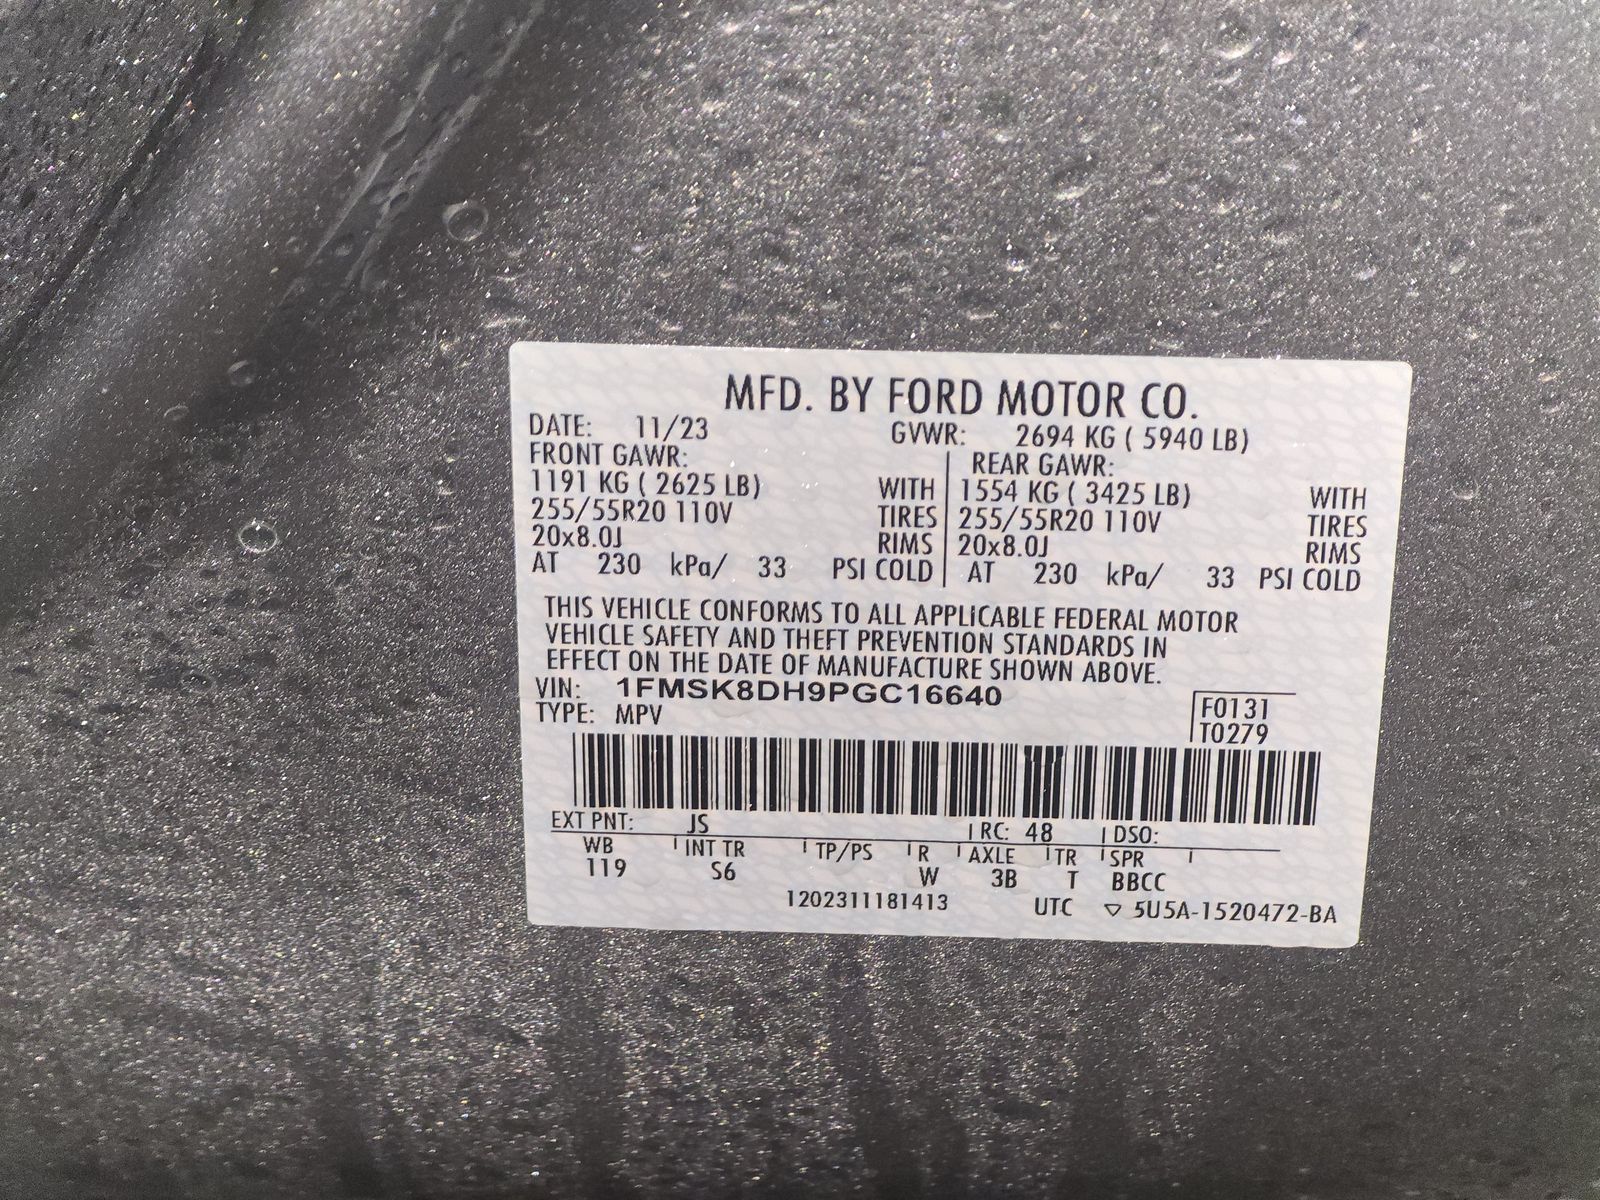 MFD. BY FORD MOTOR CO.
DATE: 11/23 GVWR: 2694 KG ( 5940 LB)
FRONT GAWR: REAR GAWR:
1191 KG ( 2625 LB) WITH 1554 KG ( 3425 LB) WITH
255/55R20 110V TIRES 255/55R20 110V TIRES
20x8.0J RIMS 20x8.0J RIMS
AT 230 kPa/ 33 PSI COLD AT 230 kPa/ 33 PSI COLD
THIS VEHICLE CONFORMS TO ALL APPLICABLE FEDERAL MOTOR
VEHICLE SAFETY AND THEFT PREVENTION STANDARDS IN
EFFECT ON THE DATE OF MANUFACTURE SHOWN ABOVE.
VIN: 1FMSK8DH9PGC16640 F0131
TYPE: MPV T0279
EXT PNT: JS RC: 48 DSO:
WB INT TR TP/PS R AXLE TR SPR
119 S6 W 3B T BBCC
1202311181413 UTC ▽ 5U5A-1520472-BA